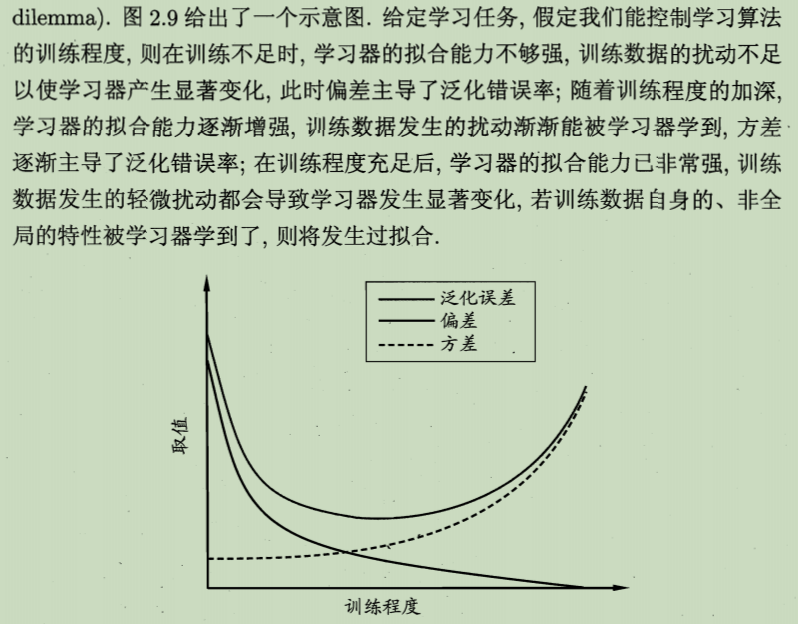 dilemma). 图 2.9 给出了一个示意图. 给定学习任务, 假定我们能控制学习算法
的训练程度, 则在训练不足时, 学习器的拟合能力不够强, 训练数据的扰动不足
以使学习器产生显著变化, 此时偏差主导了泛化错误率; 随着训练程度的加深,
学习器的拟合能力逐渐增强, 训练数据发生的扰动渐渐能被学习器学到, 方差
逐渐主导了泛化错误率; 在训练程度充足后, 学习器的拟合能力已非常强, 训练
数据发生的轻微扰动都会导致学习器发生显著变化, 若训练数据自身的、非全
局的特性被学习器学到了, 则将发生过拟合.
泛化误差
偏差
方差
取值
训练程度